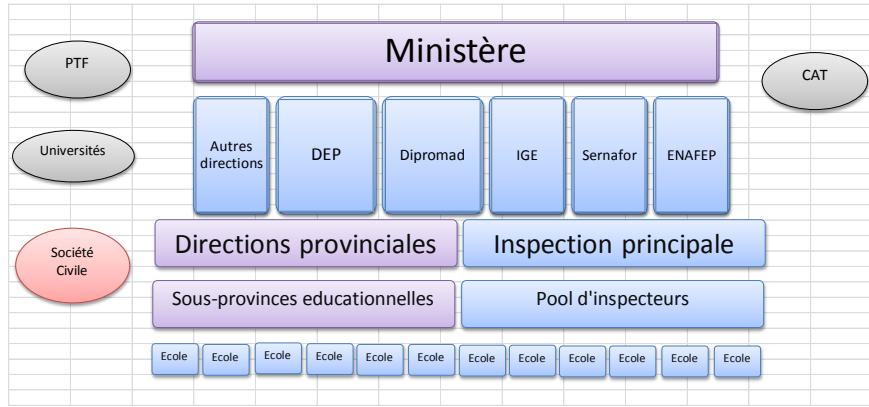 Ministère
PTF
CAT
Autres
directions
DEP
Dipromad
IGE
Sernafor
ENAFEP
Universités
Directions provinciales
Inspection principale
Société
Civile
Sous-provinces educationnelles
Pool d'inspecteurs
Ecole
Ecole
Ecole
Ecole
Ecole
Ecole
Ecole
Ecole
Ecole
Ecole
Ecole
Ecole